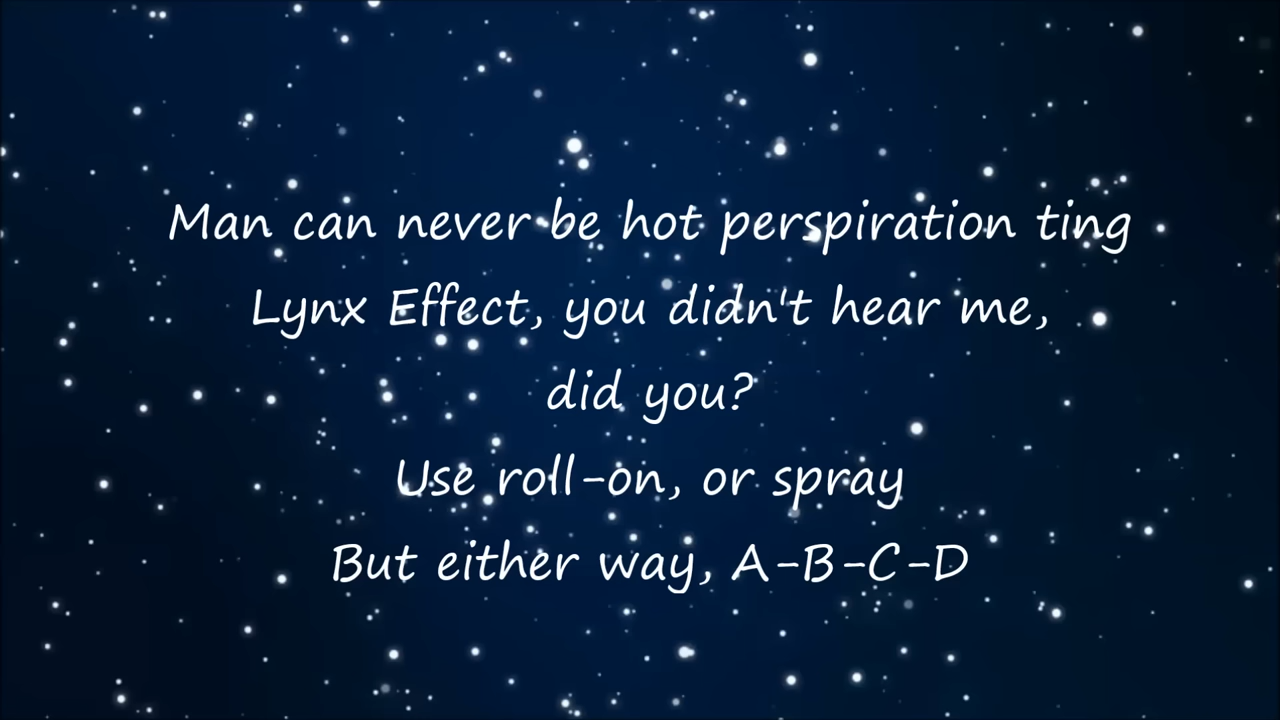 Man can never be hot perspiration ting
Lynx Effect, you didn't hear me,
did you?
Use roll-on, or spray
But either way, A-B-C-D